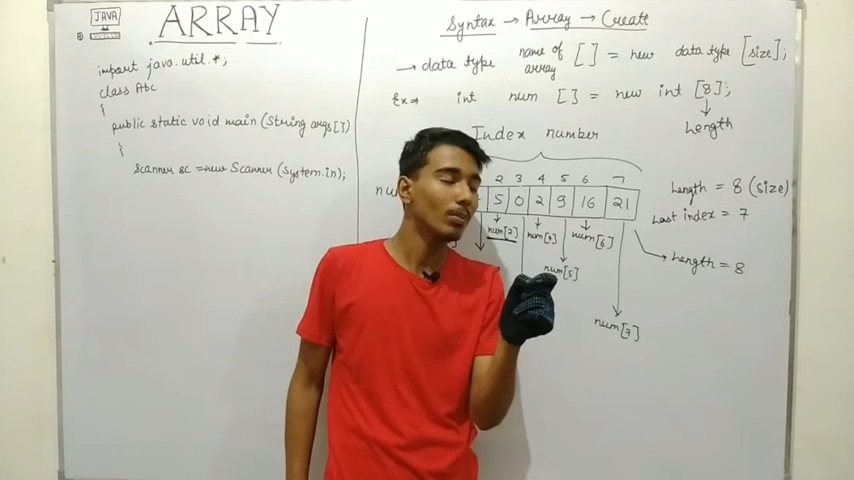 JAVA
ARRAY
import java.util.*;
class Abc
{
public static void main (String args[])
{
Scanner sc = new Scanner (System.in);
Syntax → Array → Create
→ data type name of array [ ] = new data type [size];
Ex ⇒ int num [ ] = new int [8];
Length
Index number
2 3 4 5 6 7
5 0 2 9 16 21
num[2] num[4] num[6]
num[5]
num[7]
Length = 8 (size)
Last index = 7
Length = 8